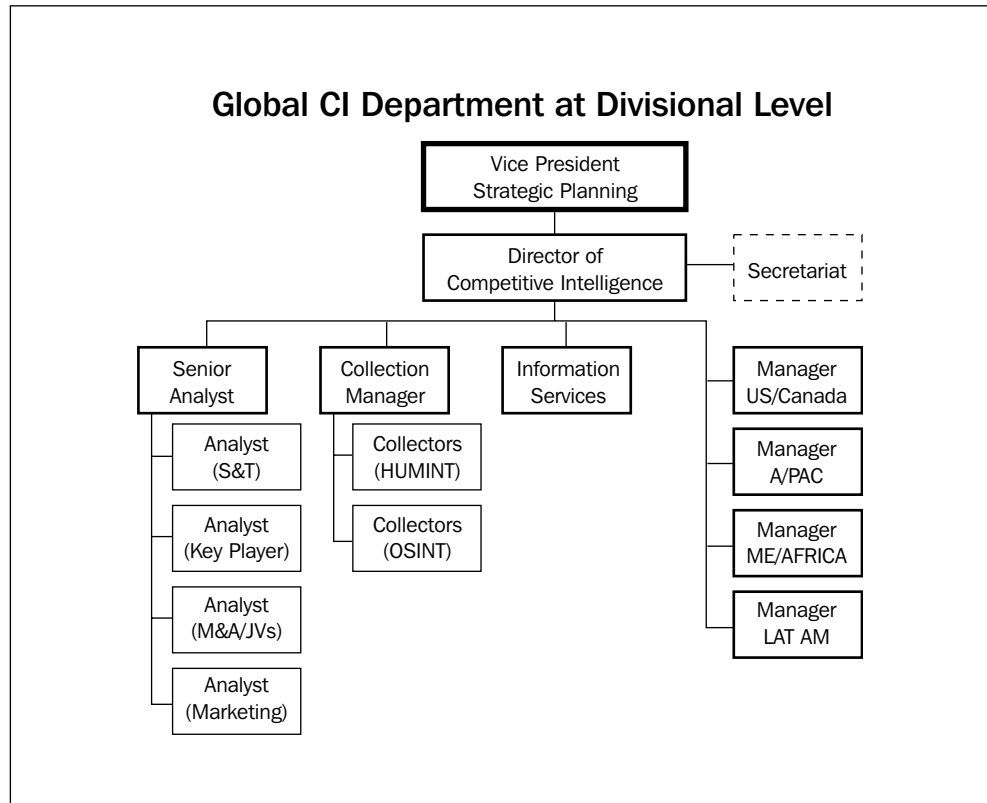 Global CI Department at Divisional Level
Vice President
Strategic Planning
Director of
Competitive Intelligence
Secretariat
Senior
Analyst
Analyst
(S&T)
Analyst
(Key Player)
Analyst
(M&A/JVs)
Analyst
(Marketing)
Collection
Manager
Collectors
(HUMINT)
Collectors
(OSINT)
Information
Services
Manager
US/Canada
Manager
A/PAC
Manager
ME/AFRICA
Manager
LAT AM